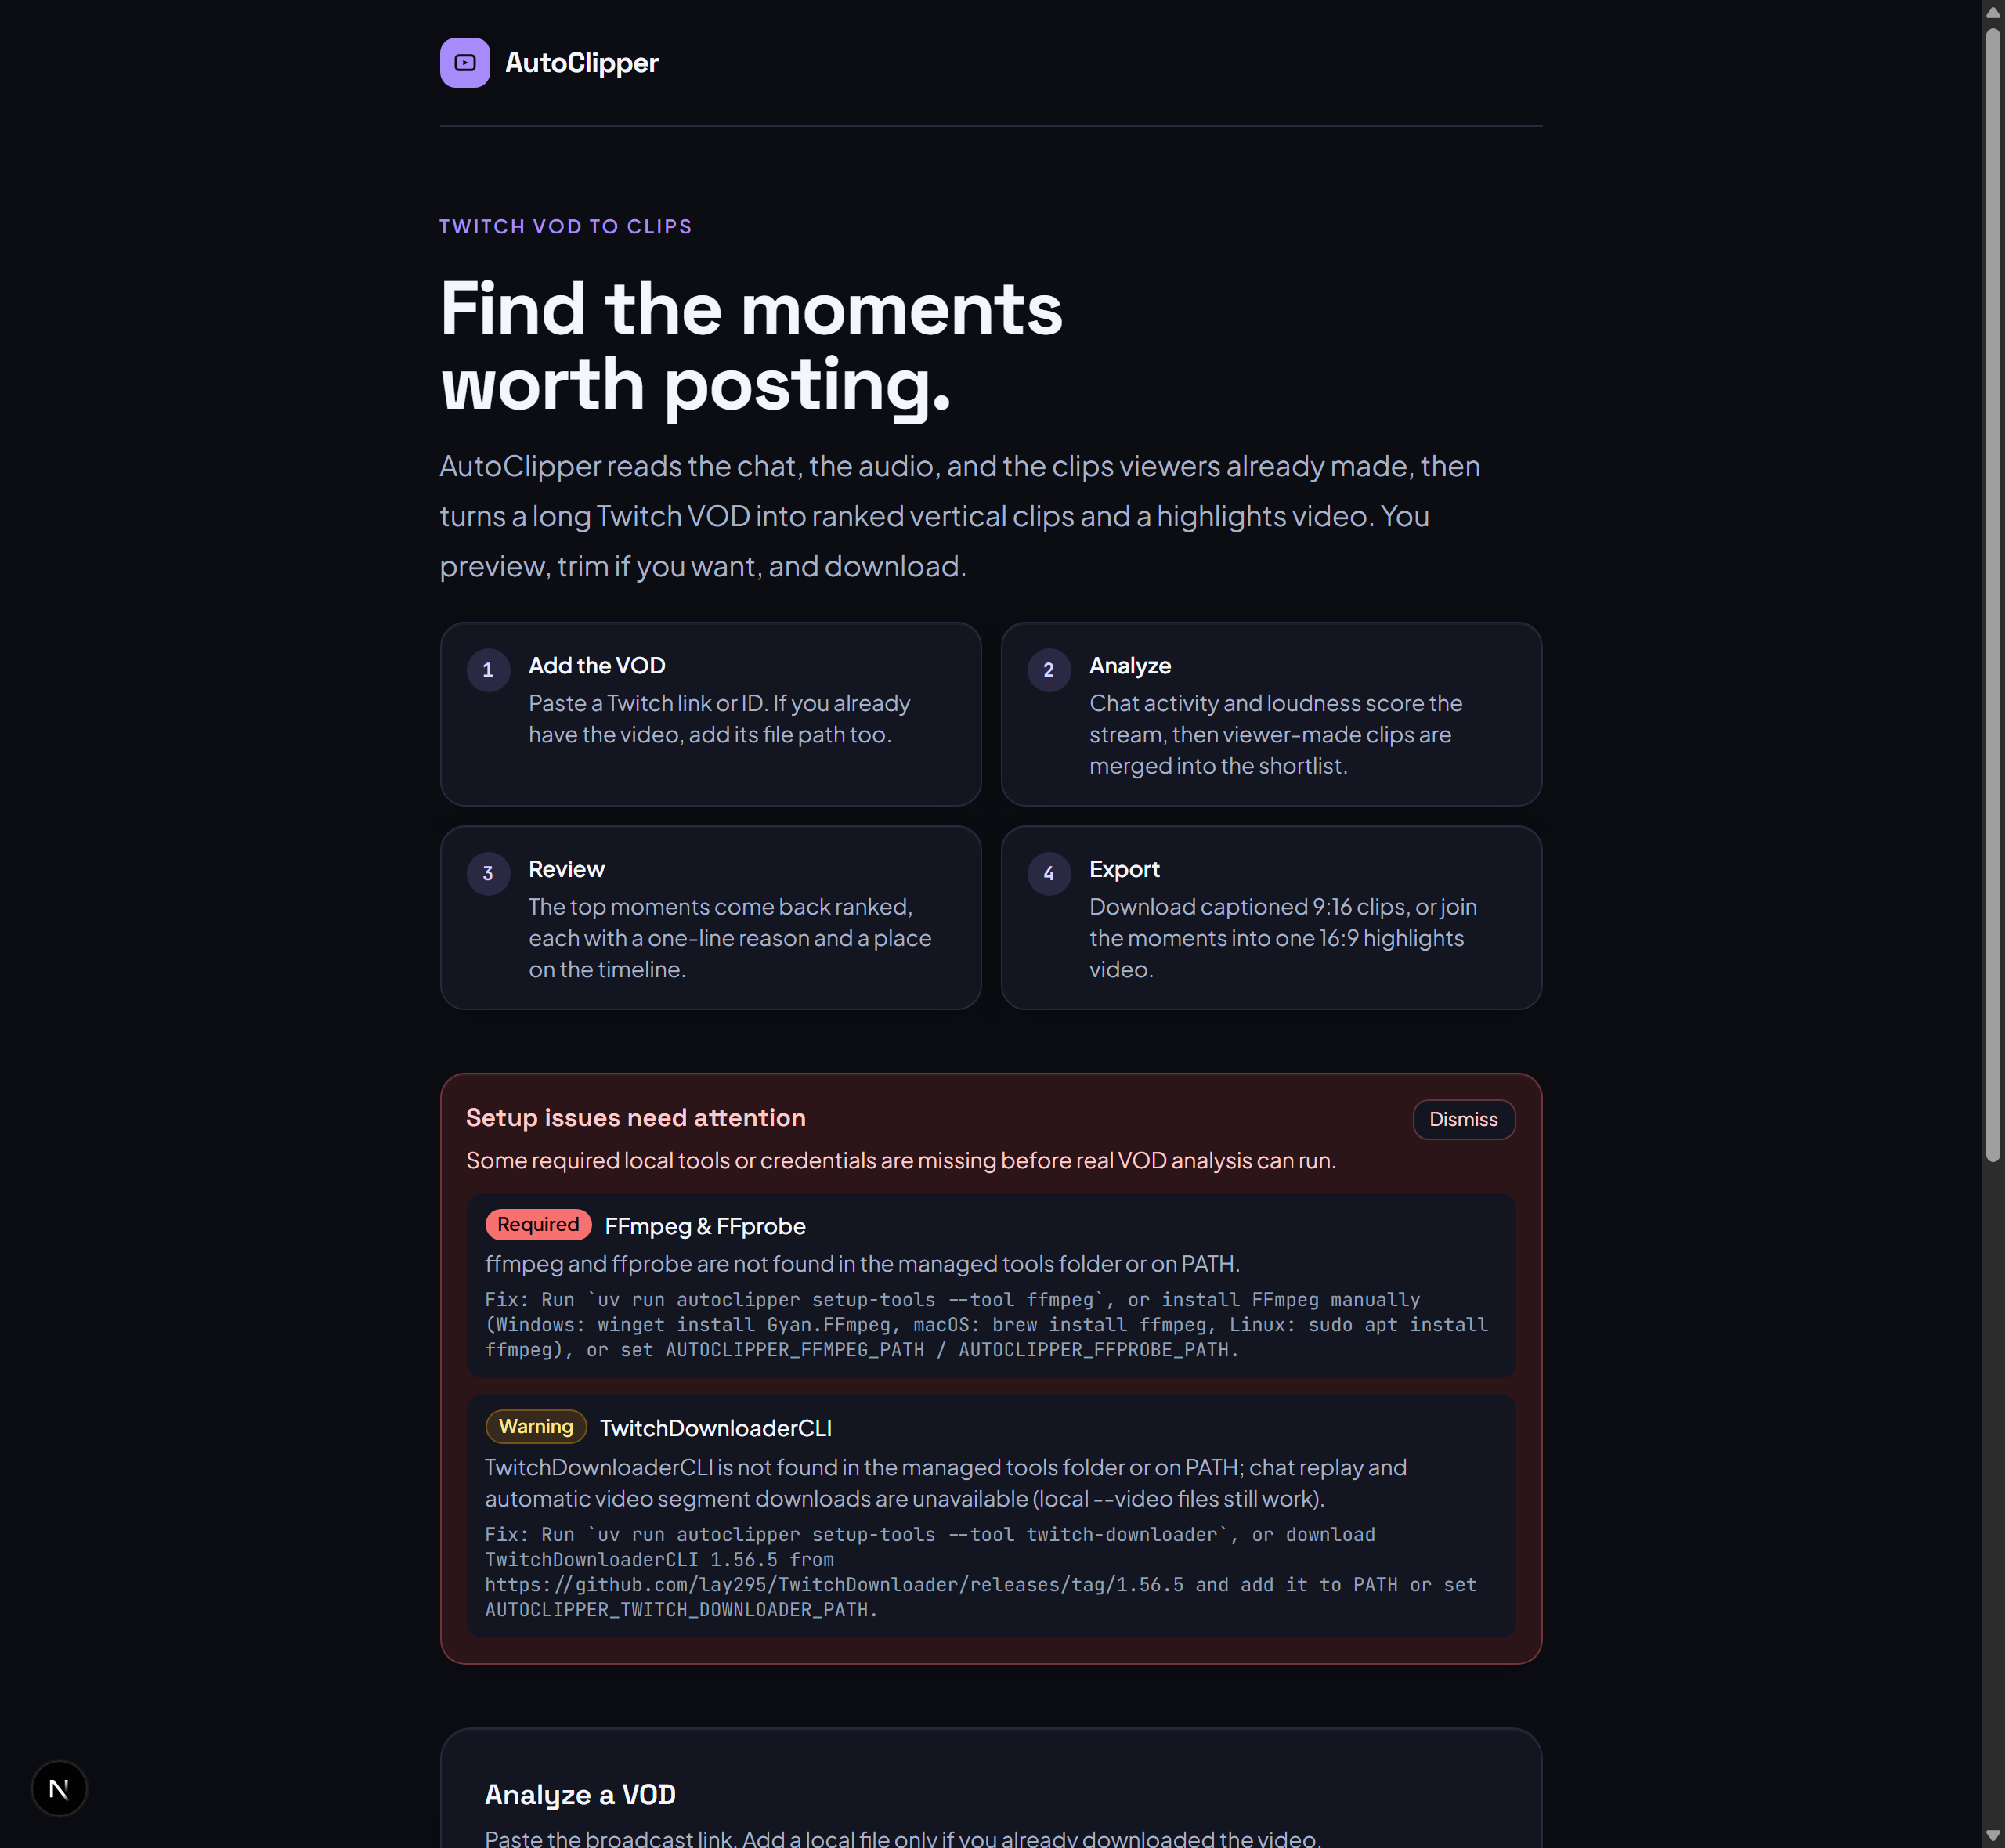 AutoClipper
TWITCH VOD TO CLIPS
Find the moments
worth posting.
AutoClipper reads the chat, the audio, and the clips viewers already made, then
turns a long Twitch VOD into ranked vertical clips and a highlights video. You
preview, trim if you want, and download.
1
Add the VOD
Paste a Twitch link or ID. If you already
have the video, add its file path too.
2
Analyze
Chat activity and loudness score the
stream, then viewer-made clips are
merged into the shortlist.
3
Review
The top moments come back ranked,
each with a one-line reason and a place
on the timeline.
4
Export
Download captioned 9:16 clips, or join
the moments into one 16:9 highlights
video.
Setup issues need attention
Dismiss
Some required local tools or credentials are missing before real VOD analysis can run.
Required FFmpeg & FFprobe
ffmpeg and ffprobe are not found in the managed tools folder or on PATH.
Fix: Run `uv run autoclipper setup-tools --tool ffmpeg`, or install FFmpeg manually
(Windows: winget install Gyan.FFmpeg, macOS: brew install ffmpeg, Linux: sudo apt install
ffmpeg), or set AUTOCLIPPER_FFMPEG_PATH / AUTOCLIPPER_FFPROBE_PATH.
Warning TwitchDownloaderCLI
TwitchDownloaderCLI is not found in the managed tools folder or on PATH; chat replay and
automatic video segment downloads are unavailable (local --video files still work).
Fix: Run `uv run autoclipper setup-tools --tool twitch-downloader`, or download
TwitchDownloaderCLI 1.56.5 from
https://github.com/lay295/TwitchDownloader/releases/tag/1.56.5 and add it to PATH or set
AUTOCLIPPER_TWITCH_DOWNLOADER_PATH.
N
Analyze a VOD
Paste the broadcast link. Add a local file only if you already downloaded the video.